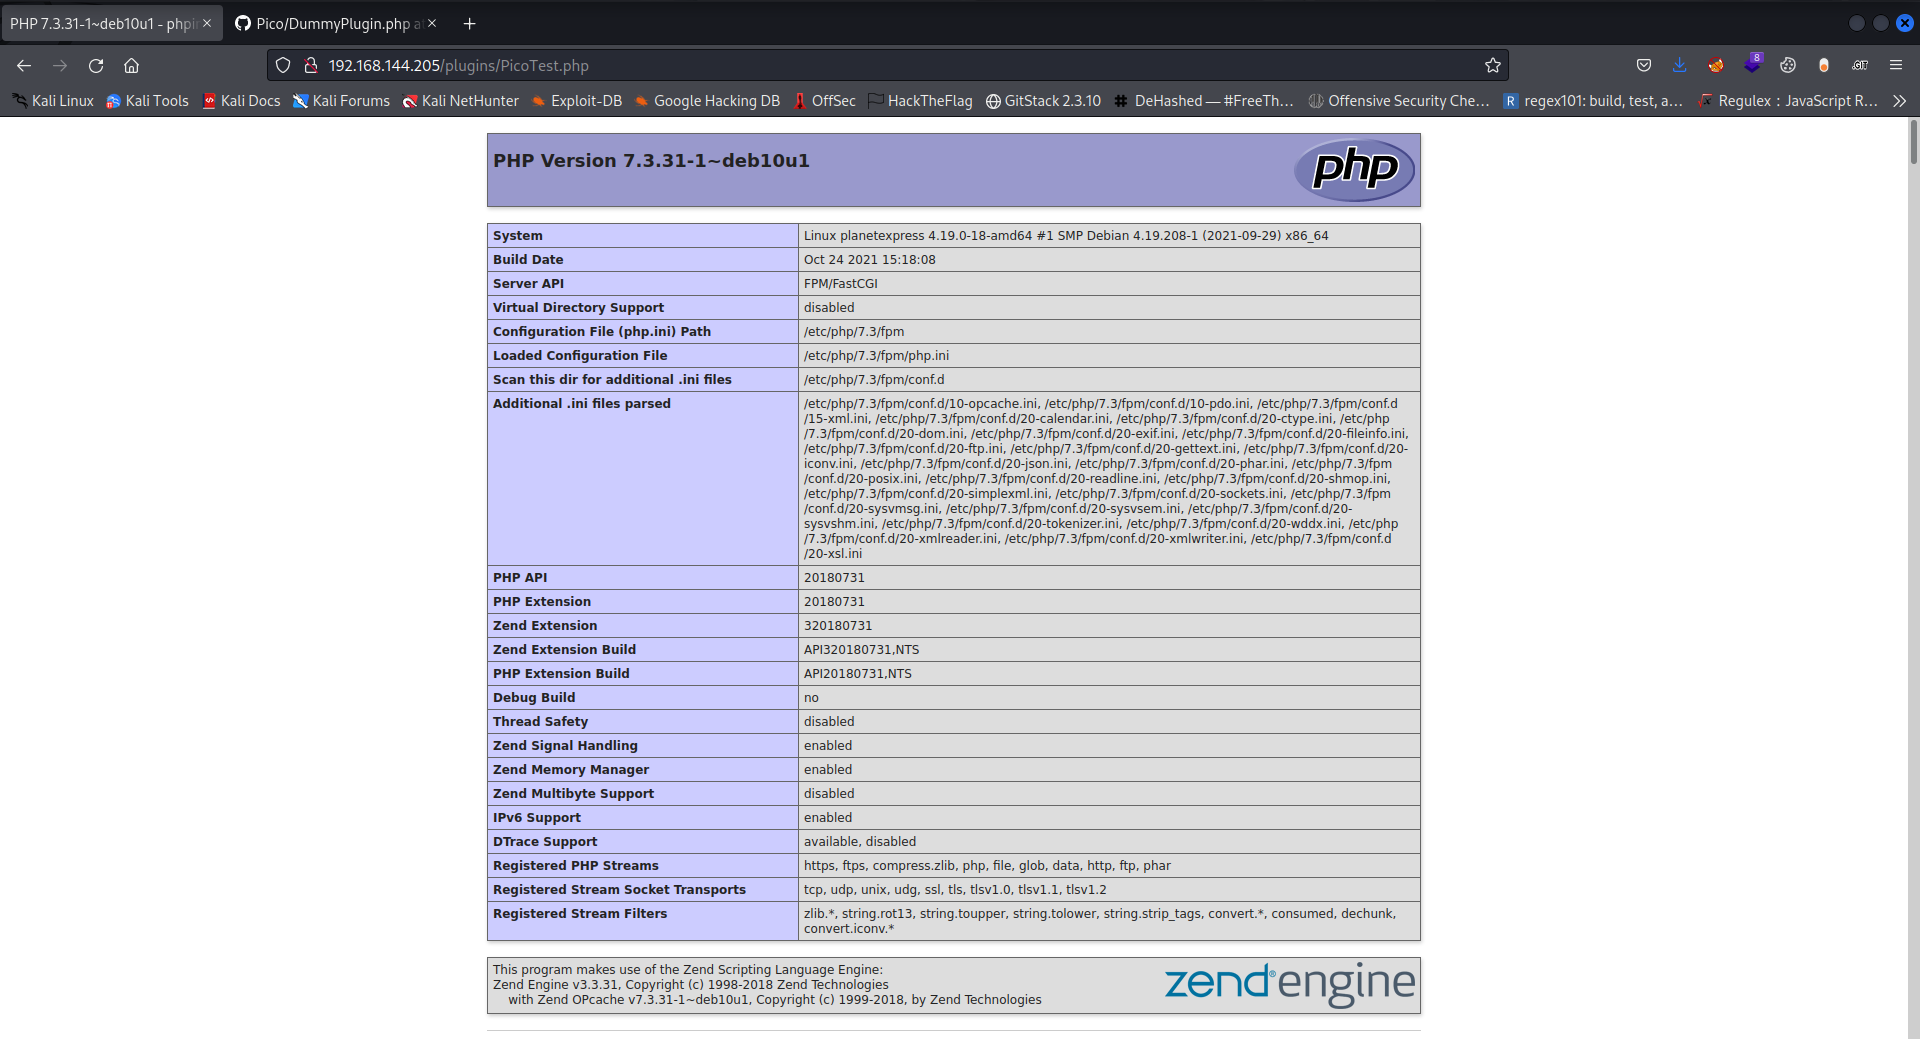 PHP 7.3.31-1~deb10u1 - phpi
Pico/DummyPlugin.php a
192.168.144.205/plugins/PicoTest.php
8
.GIT
Kali Linux
Kali Tools
Kali Docs
Kali Forums
Kali NetHunter
Exploit-DB
Google Hacking DB
OffSec
HackTheFlag
GitStack 2.3.10
DeHashed — #FreeTh...
Offensive Security Che...
R
regex101: build, test, a...
Regulex : JavaScript R...
PHP Version 7.3.31-1~deb10u1
php
System Linux planetexpress 4.19.0-18-amd64 #1 SMP Debian 4.19.208-1 (2021-09-29) x86_64
Build Date Oct 24 2021 15:18:08
Server API FPM/FastCGI
Virtual Directory Support disabled
Configuration File (php.ini) Path /etc/php/7.3/fpm
Loaded Configuration File /etc/php/7.3/fpm/php.ini
Scan this dir for additional .ini files /etc/php/7.3/fpm/conf.d
Additional .ini files parsed /etc/php/7.3/fpm/conf.d/10-opcache.ini, /etc/php/7.3/fpm/conf.d/10-pdo.ini, /etc/php/7.3/fpm/conf.d
/15-xml.ini, /etc/php/7.3/fpm/conf.d/20-calendar.ini, /etc/php/7.3/fpm/conf.d/20-ctype.ini, /etc/php
/7.3/fpm/conf.d/20-dom.ini, /etc/php/7.3/fpm/conf.d/20-exif.ini, /etc/php/7.3/fpm/conf.d/20-fileinfo.ini,
/etc/php/7.3/fpm/conf.d/20-ftp.ini, /etc/php/7.3/fpm/conf.d/20-gettext.ini, /etc/php/7.3/fpm/conf.d/20-
iconv.ini, /etc/php/7.3/fpm/conf.d/20-json.ini, /etc/php/7.3/fpm/conf.d/20-phar.ini, /etc/php/7.3/fpm
/conf.d/20-posix.ini, /etc/php/7.3/fpm/conf.d/20-readline.ini, /etc/php/7.3/fpm/conf.d/20-shmop.ini,
/etc/php/7.3/fpm/conf.d/20-simplexml.ini, /etc/php/7.3/fpm/conf.d/20-sockets.ini, /etc/php/7.3/fpm
/conf.d/20-sysvmsg.ini, /etc/php/7.3/fpm/conf.d/20-sysvsem.ini, /etc/php/7.3/fpm/conf.d/20-
sysvshm.ini, /etc/php/7.3/fpm/conf.d/20-tokenizer.ini, /etc/php/7.3/fpm/conf.d/20-wddx.ini, /etc/php
/7.3/fpm/conf.d/20-xmlreader.ini, /etc/php/7.3/fpm/conf.d/20-xmlwriter.ini, /etc/php/7.3/fpm/conf.d
/20-xsl.ini
PHP API 20180731
PHP Extension 20180731
Zend Extension 320180731
Zend Extension Build API320180731,NTS
PHP Extension Build API20180731,NTS
Debug Build no
Thread Safety disabled
Zend Signal Handling enabled
Zend Memory Manager enabled
Zend Multibyte Support disabled
IPv6 Support enabled
DTrace Support available, disabled
Registered PHP Streams https, ftps, compress.zlib, php, file, glob, data, http, ftp, phar
Registered Stream Socket Transports tcp, udp, unix, udg, ssl, tls, tlsv1.0, tlsv1.1, tlsv1.2
Registered Stream Filters zlib.*, string.rot13, string.toupper, string.tolower, string.strip_tags, convert.*, consumed, dechunk,
convert.iconv.*
This program makes use of the Zend Scripting Language Engine:
Zend Engine v3.3.31, Copyright (c) 1998-2018 Zend Technologies
with Zend OPcache v7.3.31-1~deb10u1, Copyright (c) 1999-2018, by Zend Technologies
zend® engine